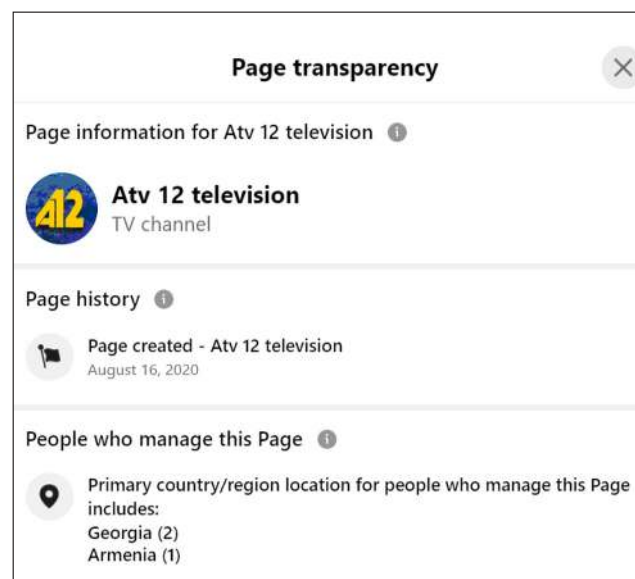 Page transparency
Page information for Atv 12 television
A12
Atv 12 television
TV channel
Page history
Page created - Atv 12 television
August 16, 2020
People who manage this Page
Primary country/region location for people who manage this Page
includes:
Georgia (2)
Armenia (1)